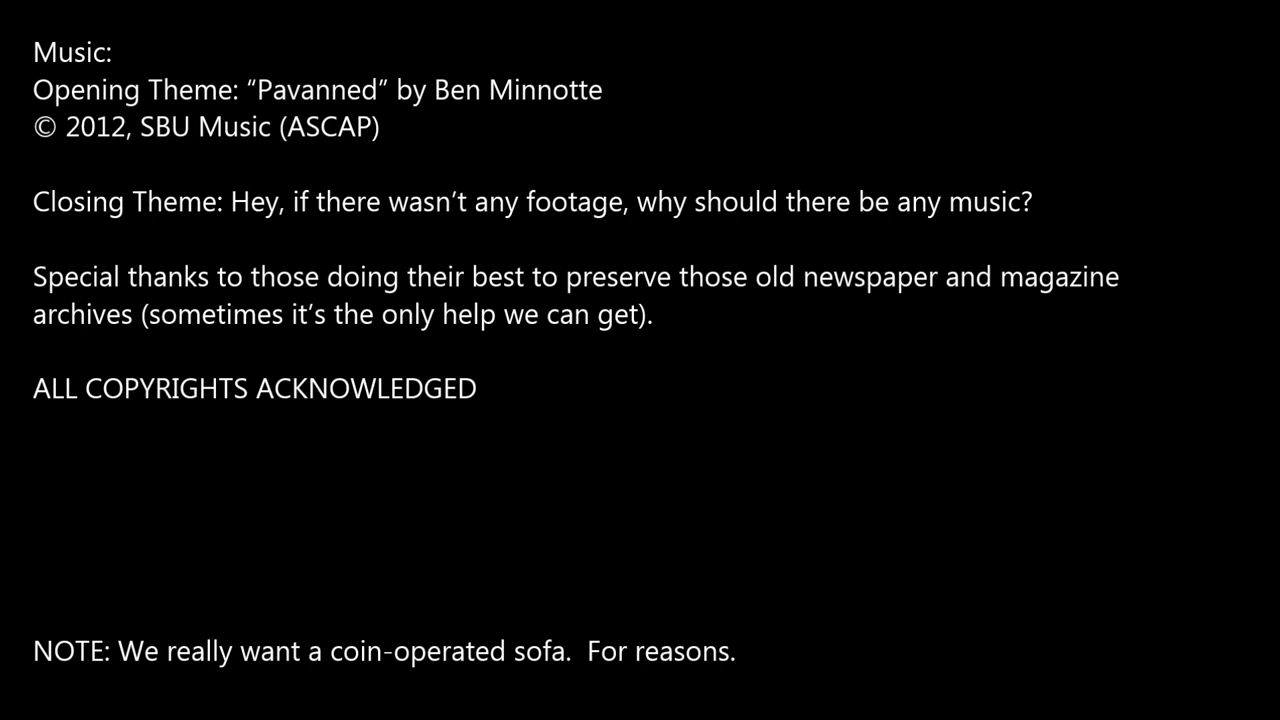 Music:
Opening Theme: “Pavanned” by Ben Minnotte
© 2012, SBU Music (ASCAP)
Closing Theme: Hey, if there wasn’t any footage, why should there be any music?
Special thanks to those doing their best to preserve those old newspaper and magazine
archives (sometimes it’s the only help we can get).
ALL COPYRIGHTS ACKNOWLEDGED
NOTE: We really want a coin-operated sofa.  For reasons.